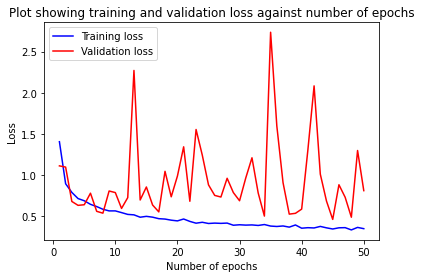 Plot showing training and validation loss against number of epochs
Training loss
Validation loss
Loss
2.5
2.0
1.5
1.0
0.5
0 10 20 30 40 50
Number of epochs